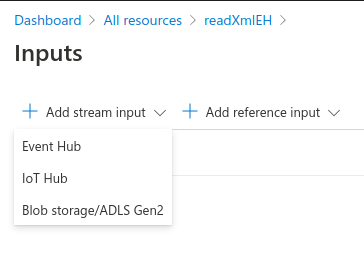 Dashboard > All resources > readXmlEH >
Inputs
+ Add stream input + Add reference input
Event Hub
IoT Hub
Blob storage/ADLS Gen2